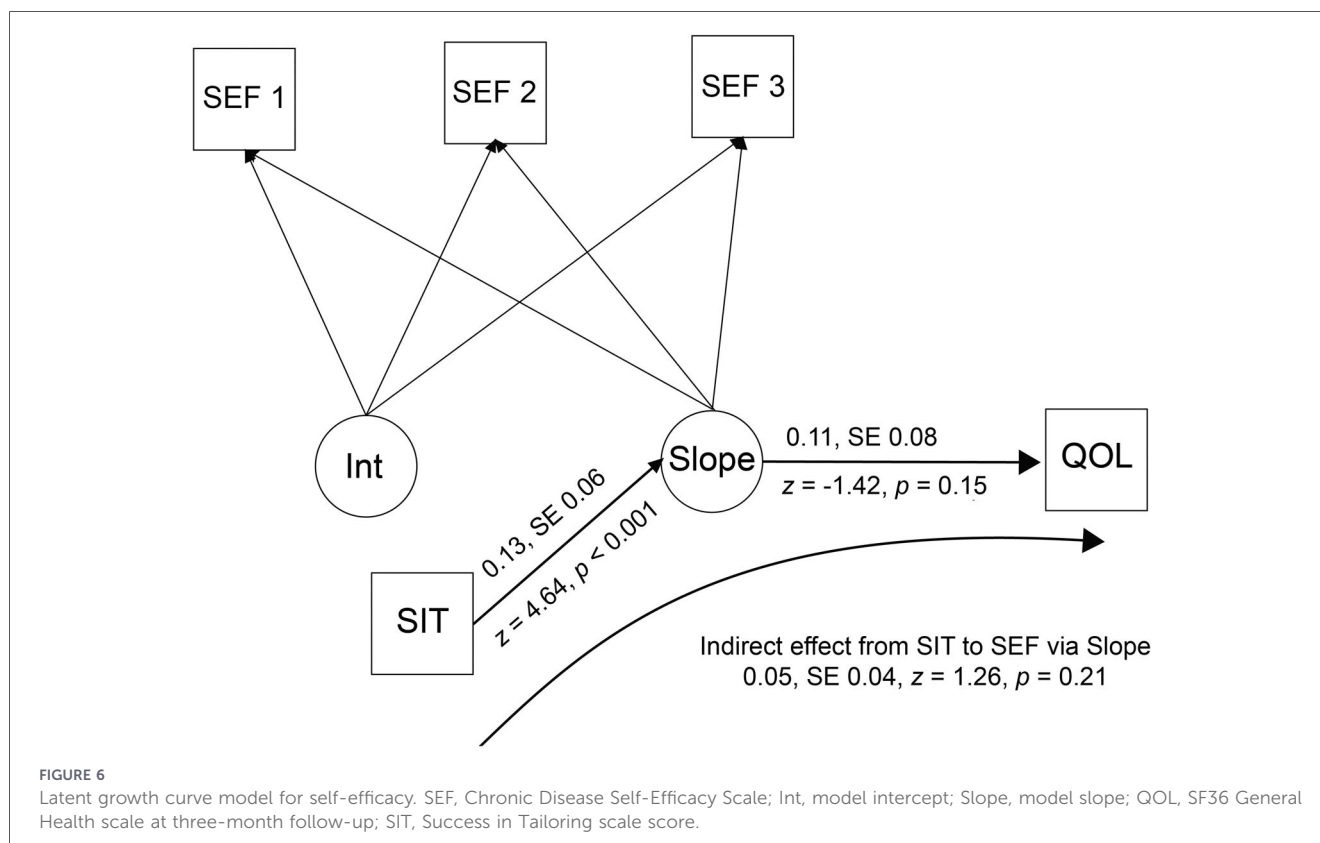 SEF 1
SEF 2
SEF 3
Int
Slope
0.11, SE 0.08
z = -1.42, p = 0.15
QOL
0.13, SE 0.06
z = 4.64, p < 0.001
SIT
Indirect effect from SIT to SEF via Slope
0.05, SE 0.04, z = 1.26, p = 0.21
FIGURE 6
Latent growth curve model for self-efficacy. SEF, Chronic Disease Self-Efficacy Scale; Int, model intercept; Slope, model slope; QOL, SF36 General
Health scale at three-month follow-up; SIT, Success in Tailoring scale score.